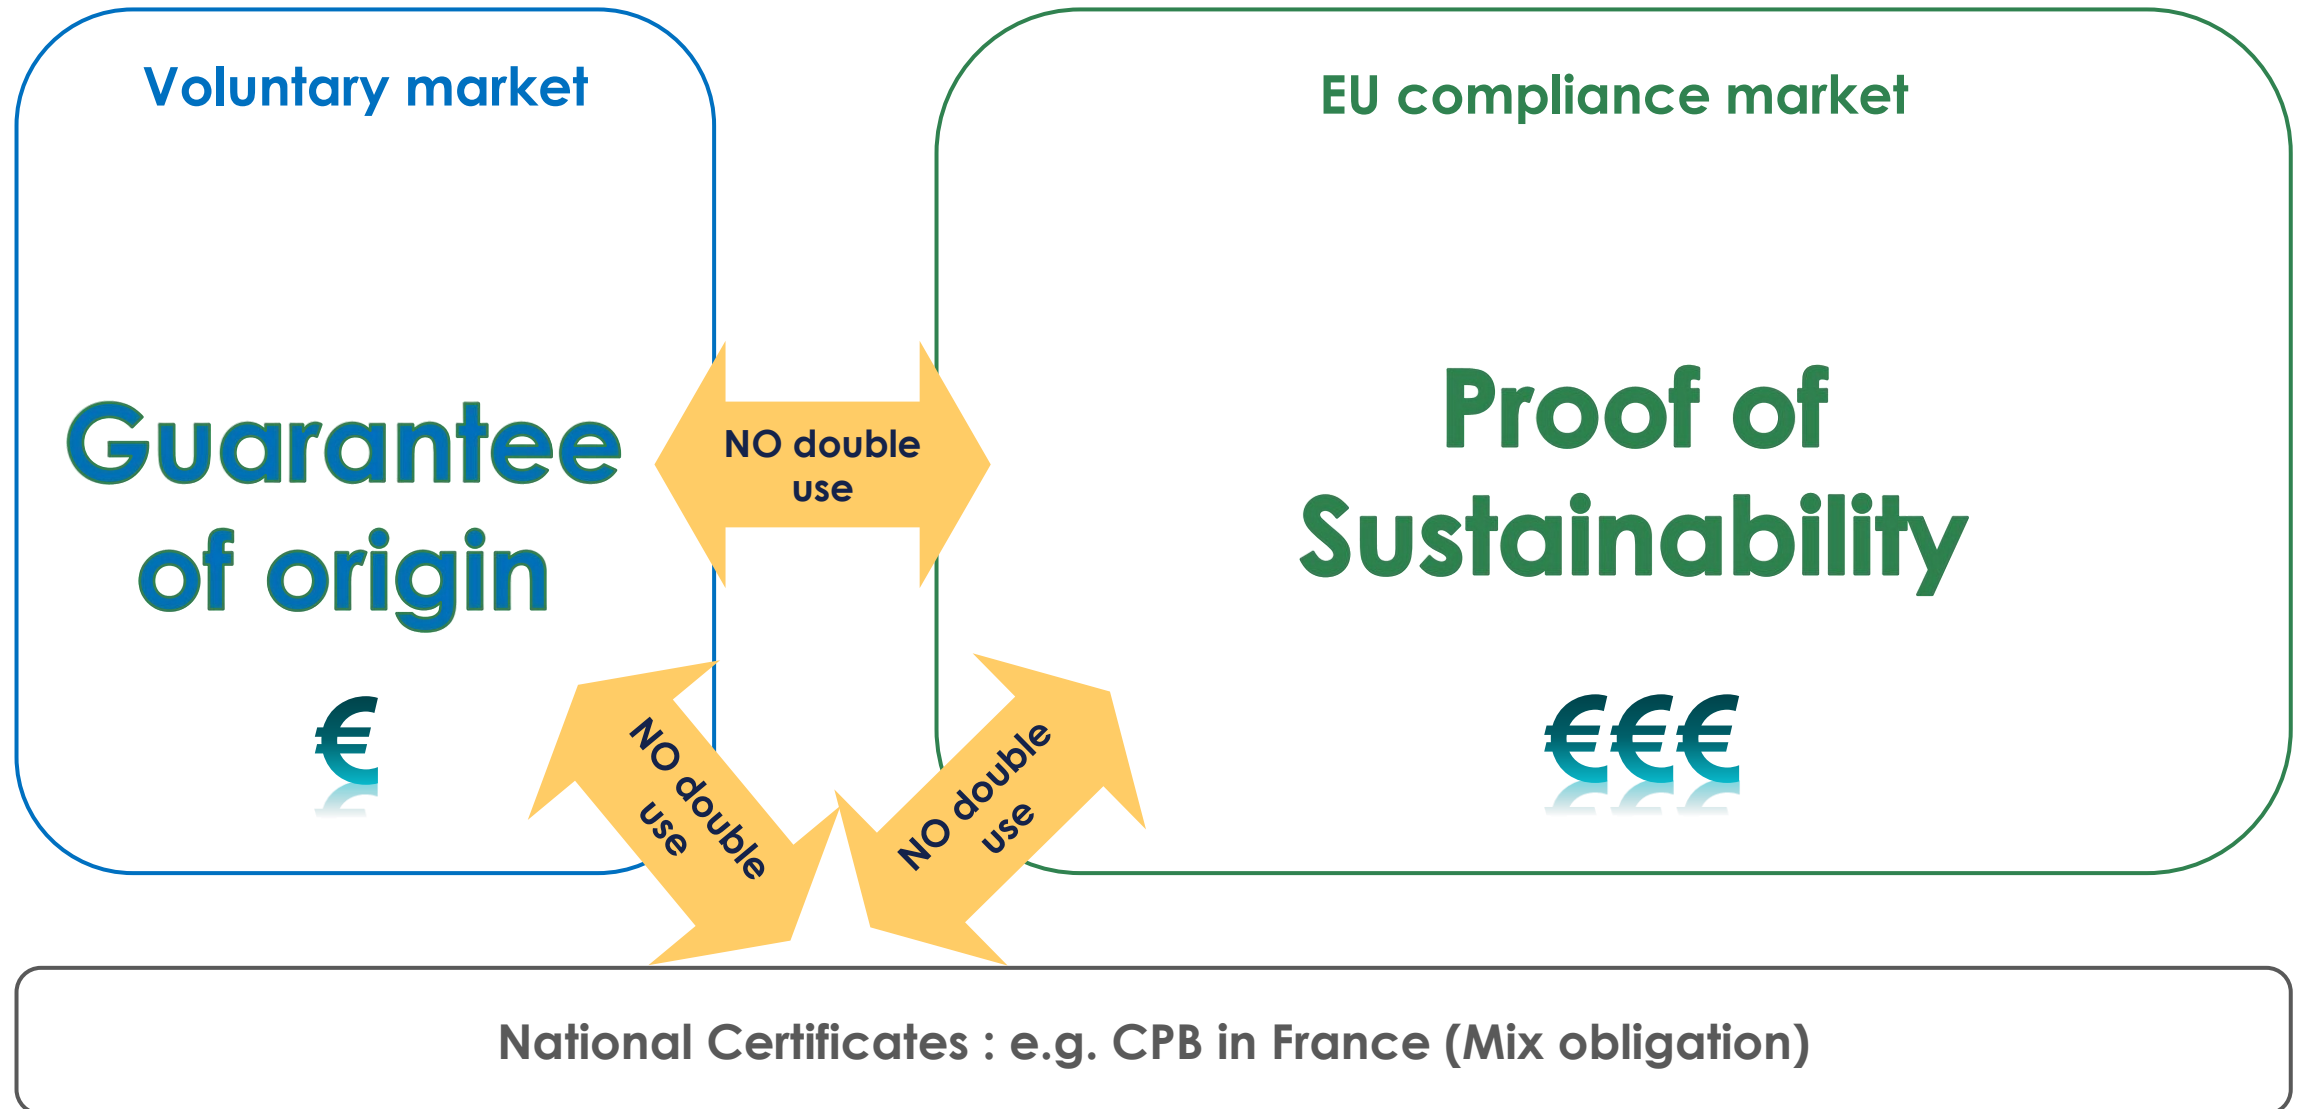 Voluntary market
EU compliance market
Guarantee
of origin
€
NO double
use
Proof of
Sustainability
€€€
NO double
use
NO double
use
National Certificates : e.g. CPB in France (Mix obligation)